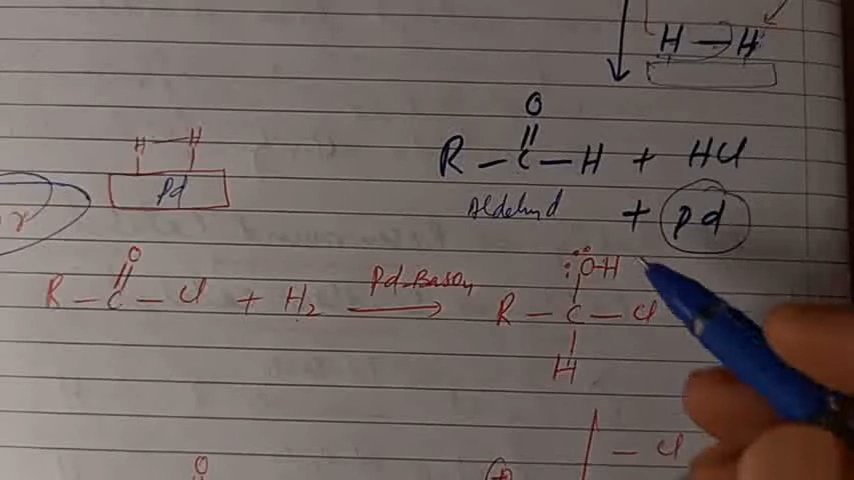 H — H
O
H — H
R — C — H + HCl
Pd
Aldehyd + Pd
O
:ÖH
R — C — Cl + H2 Pd-BaSO4 R — C — Cl
H
— Cl
O
+